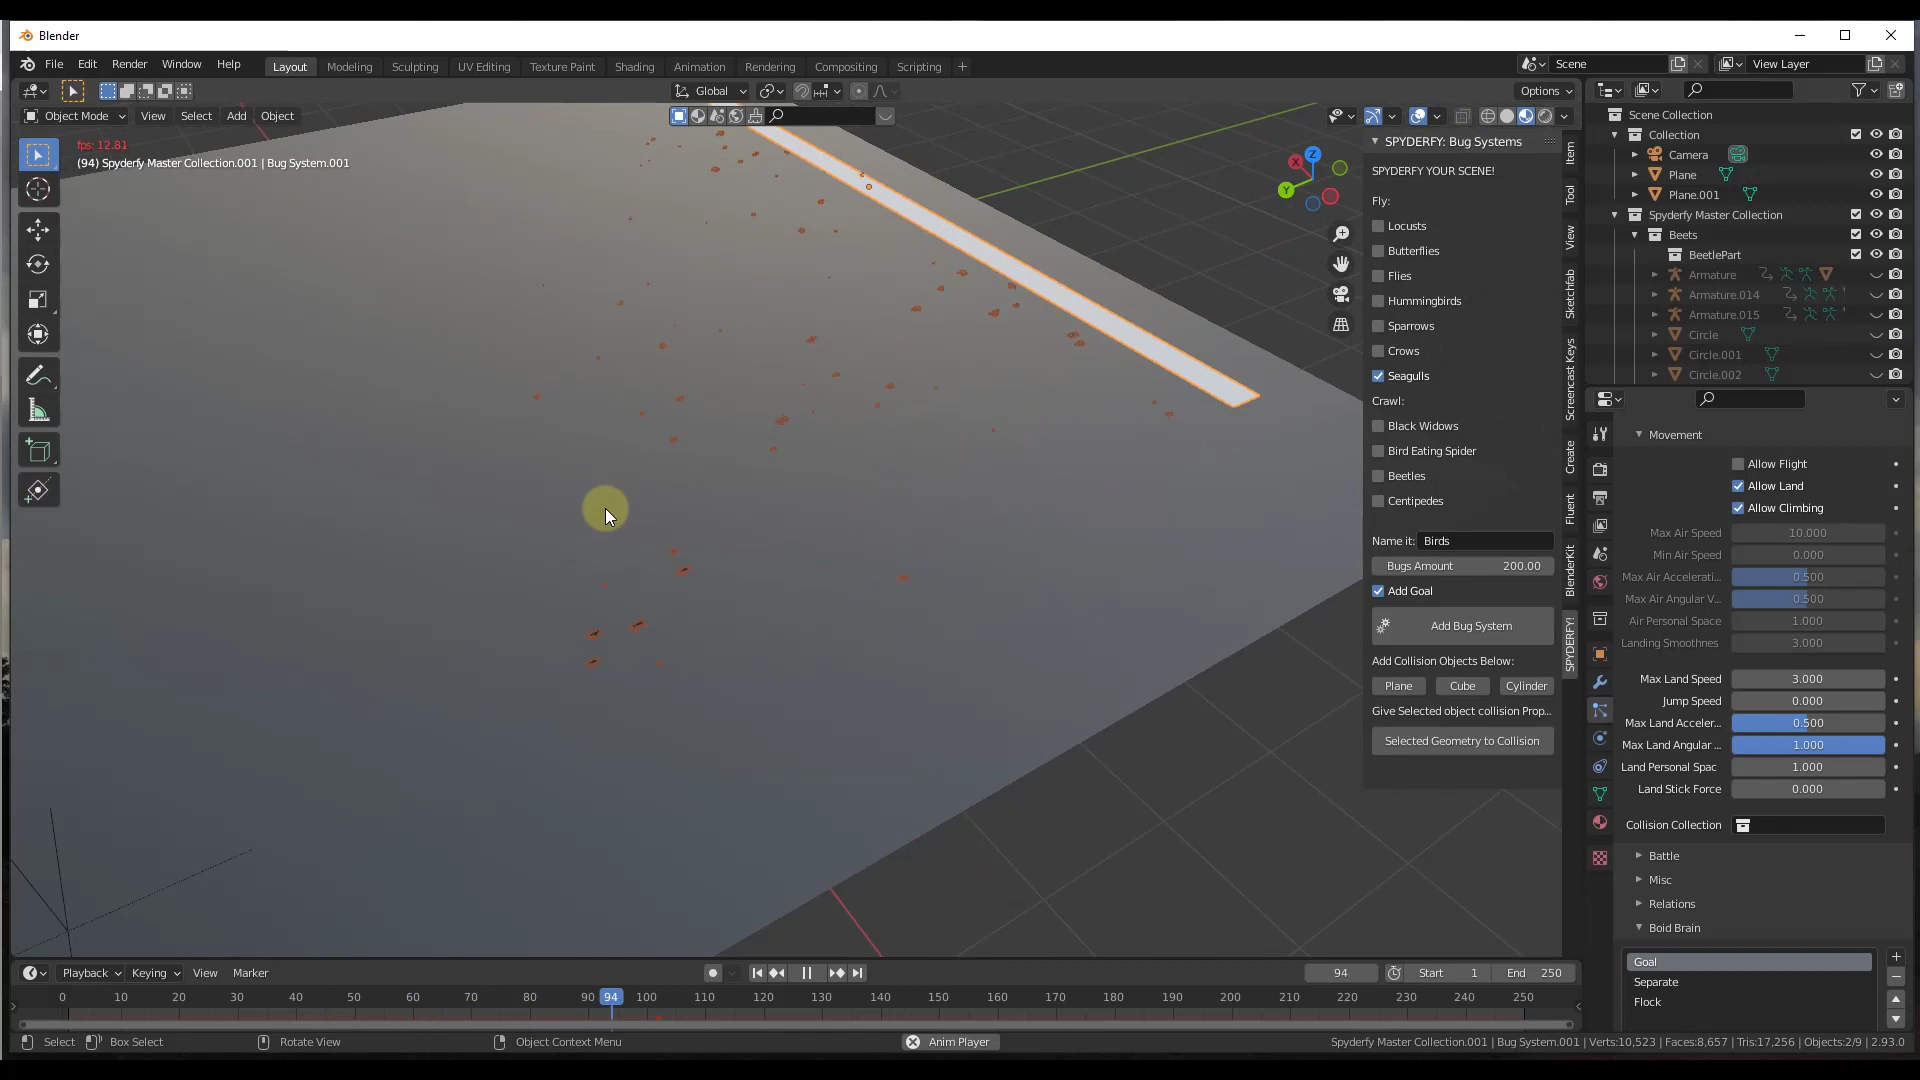 Blender
File Edit Render Window Help
Layout Modeling Sculpting UV Editing Texture Paint Shading Animation Rendering Compositing Scripting +
Scene
View Layer
Global
Options
Object Mode View Select Add Object
fps: 12.81
(94) Spyderfy Master Collection.001 | Bug System.001
X
Y
Z
SPYDERFY: Bug Systems
SPYDERFY YOUR SCENE!
Fly:
Locusts
Butterflies
Flies
Hummingbirds
Sparrows
Crows
Seagulls
Crawl:
Black Widows
Bird Eating Spider
Beetles
Centipedes
Name it: Birds
Bugs Amount 200.00
Add Goal
Add Bug System
Add Collision Objects Below:
Plane Cube Cylinder
Give Selected object collision Prop...
Selected Geometry to Collision
Item
Tool
View
Sketchfab
Screencast Keys
Create
Fluent
BlenderKit
SPYDERFY!
Scene Collection
Collection
Camera
Plane
Plane.001
Spyderfy Master Collection
Beets
BeetlePart
Armature
Armature.014
Armature.015
Circle
Circle.001
Circle.002
Movement
Allow Flight
Allow Land
Allow Climbing
Max Air Speed 10.000
Min Air Speed 0.000
Max Air Accelerati... 0.500
Max Air Angular V... 0.500
Air Personal Space 1.000
Landing Smoothnes 3.000
Max Land Speed 3.000
Jump Speed 0.000
Max Land Acceler... 0.500
Max Land Angular ... 1.000
Land Personal Spac 1.000
Land Stick Force 0.000
Collision Collection
Battle
Misc
Relations
Boid Brain
Goal
Separate
Flock
Playback Keying View Marker
94 Start 1 End 250
0 10 20 30 40 50 60 70 80 90 94 100 110 120 130 140 150 160 170 180 190 200 210 220 230 240 250
Select Box Select Rotate View Object Context Menu
Anim Player
Spyderfy Master Collection.001 | Bug System.001 | Verts:10,523 | Faces:8,657 | Tris:17,256 | Objects:2/9 | 2.93.0